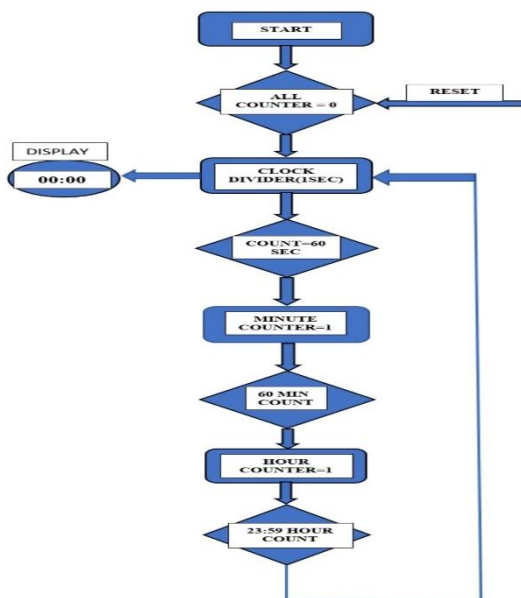 START
ALL
COUNTER = 0
RESET
DISPLAY
00:00
CLOCK
DIVIDER(1SEC)
COUNT=60
SEC
MINUTE
COUNTER=1
60 MIN
COUNT
HOUR
COUNTER=1
23:59 HOUR
COUNT